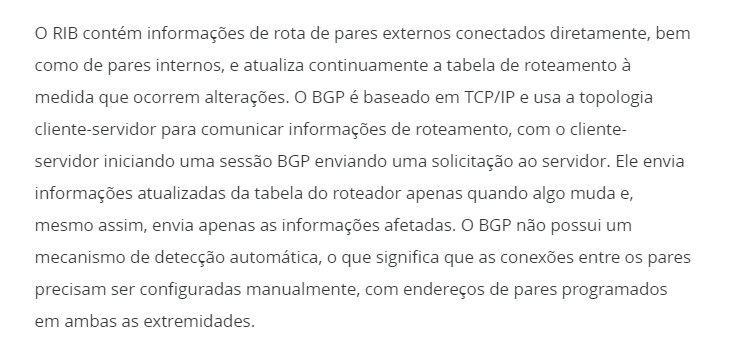 O RIB contém informações de rota de pares externos conectados diretamente, bem
como de pares internos, e atualiza continuamente a tabela de roteamento à
medida que ocorrem alterações. O BGP é baseado em TCP/IP e usa a topologia
cliente-servidor para comunicar informações de roteamento, com o cliente-
servidor iniciando uma sessão BGP enviando uma solicitação ao servidor. Ele envia
informações atualizadas da tabela do roteador apenas quando algo muda e,
mesmo assim, envia apenas as informações afetadas. O BGP não possui um
mecanismo de detecção automática, o que significa que as conexões entre os pares
precisam ser configuradas manualmente, com endereços de pares programados
em ambas as extremidades.